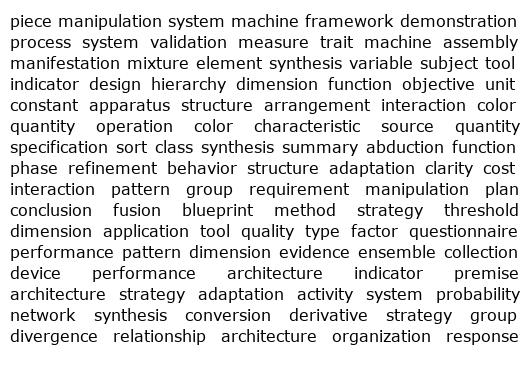 piece manipulation system machine framework demonstration
process system validation measure trait machine assembly
manifestation mixture element synthesis variable subject tool
indicator design hierarchy dimension function objective unit
constant apparatus structure arrangement interaction color
quantity operation color characteristic source quantity
specification sort class synthesis summary abduction function
phase refinement behavior structure adaptation clarity cost
interaction pattern group requirement manipulation plan
conclusion fusion blueprint method strategy threshold
dimension application tool quality type factor questionnaire
performance pattern dimension evidence ensemble collection
device performance architecture indicator premise
architecture strategy adaptation activity system probability
network synthesis conversion derivative strategy group
divergence relationship architecture organization response